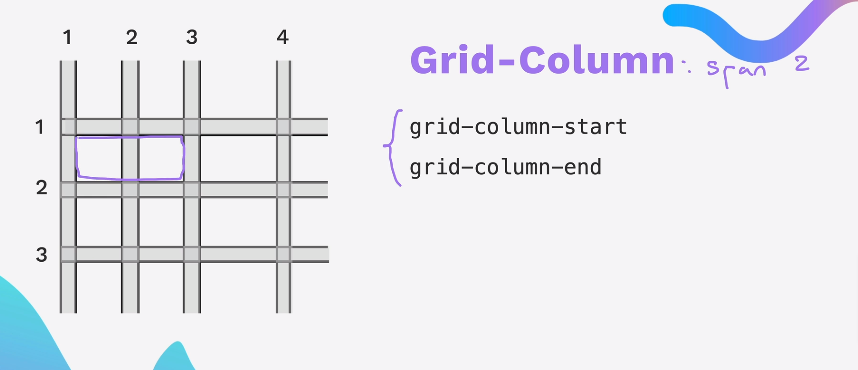 1 2 3 4
Grid-Column: span 2
1
grid-column-start
grid-column-end
2
3